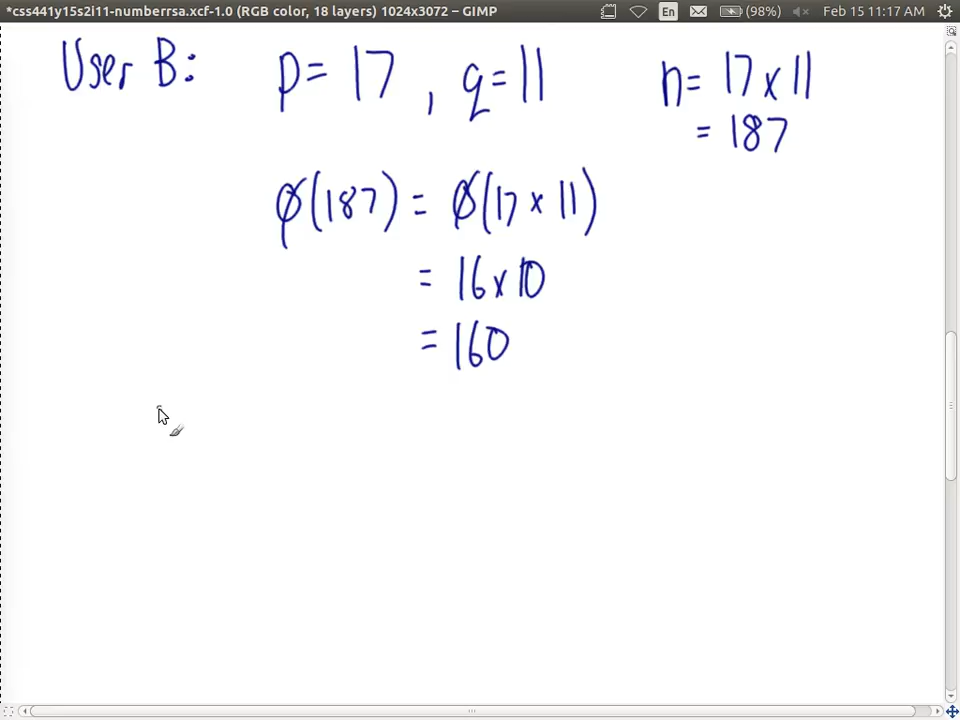 *css441y15s2i11-numberrsa.xcf-1.0 (RGB color, 18 layers) 1024x3072 – GIMP En (98%) Feb 15 11:17 AM
User B: p= 17 , q=11 n= 17 x 11
= 187
ϕ(187) = ϕ(17 x 11)
= 16 x 10
= 160